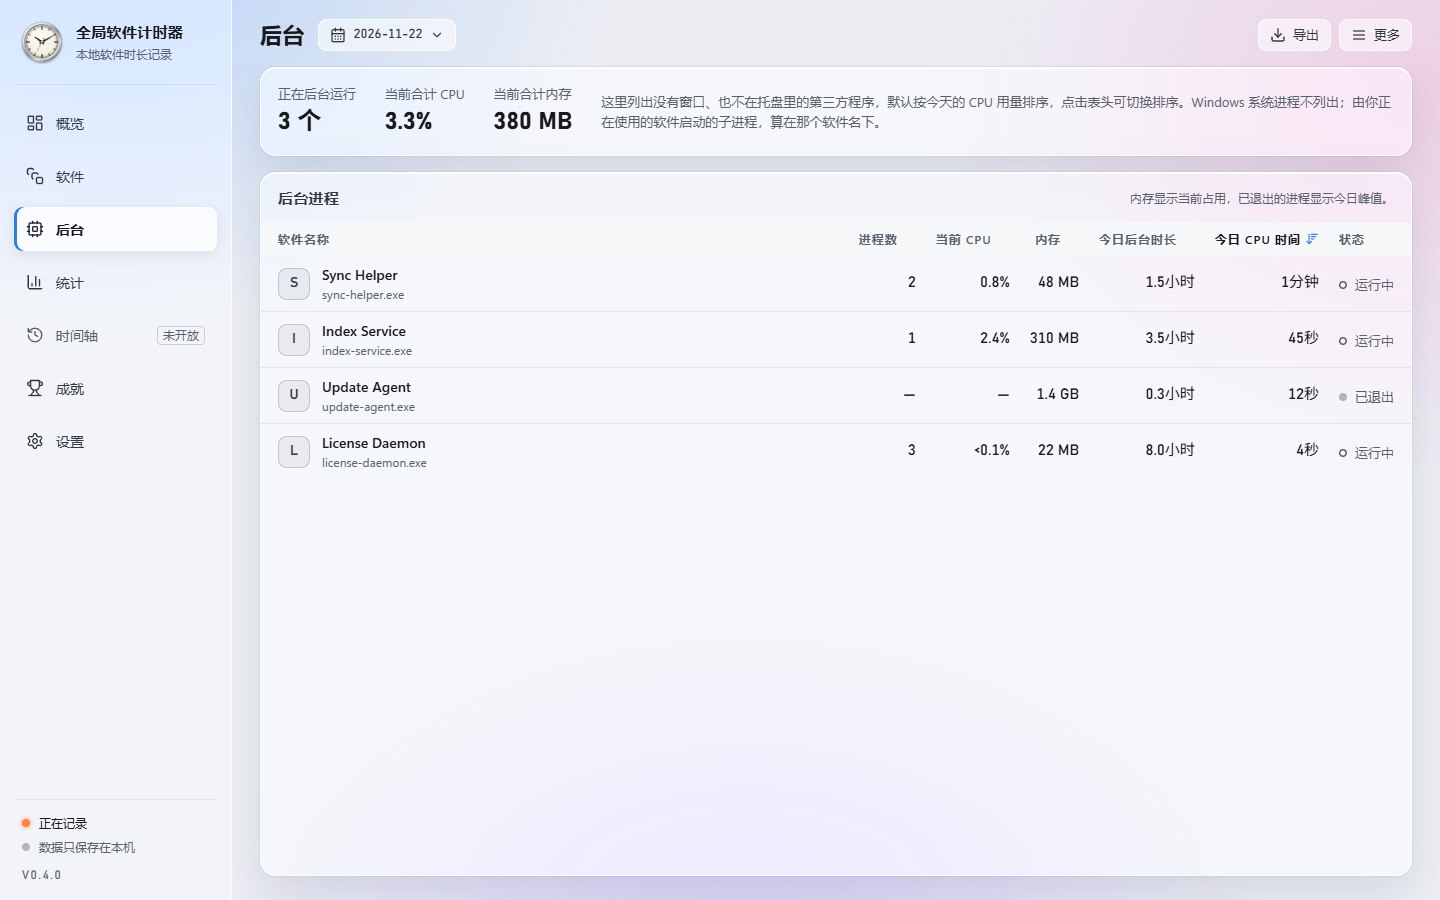 全局软件计时器
本地软件时长记录
概览
软件
后台
统计
时间轴 未开放
成就
设置
正在记录
数据只保存在本机
V0.4.0
后台 2026-11-22 导出 更多
正在后台运行 当前合计 CPU 当前合计内存
3 个 3.3% 380 MB
这里列出没有窗口、也不在托盘里的第三方程序，默认按今天的 CPU 用量排序，点击表头可切换排序。Windows 系统进程不列出；由你正
在使用的软件启动的子进程，算在那个软件名下。
后台进程 内存显示当前占用，已退出的进程显示今日峰值。
软件名称 进程数 当前 CPU 内存 今日后台时长 今日 CPU 时间 状态
S Sync Helper 2 0.8% 48 MB 1.5小时 1分钟 运行中
sync-helper.exe
I Index Service 1 2.4% 310 MB 3.5小时 45秒 运行中
index-service.exe
U Update Agent — — 1.4 GB 0.3小时 12秒 已退出
update-agent.exe
L License Daemon 3 <0.1% 22 MB 8.0小时 4秒 运行中
license-daemon.exe